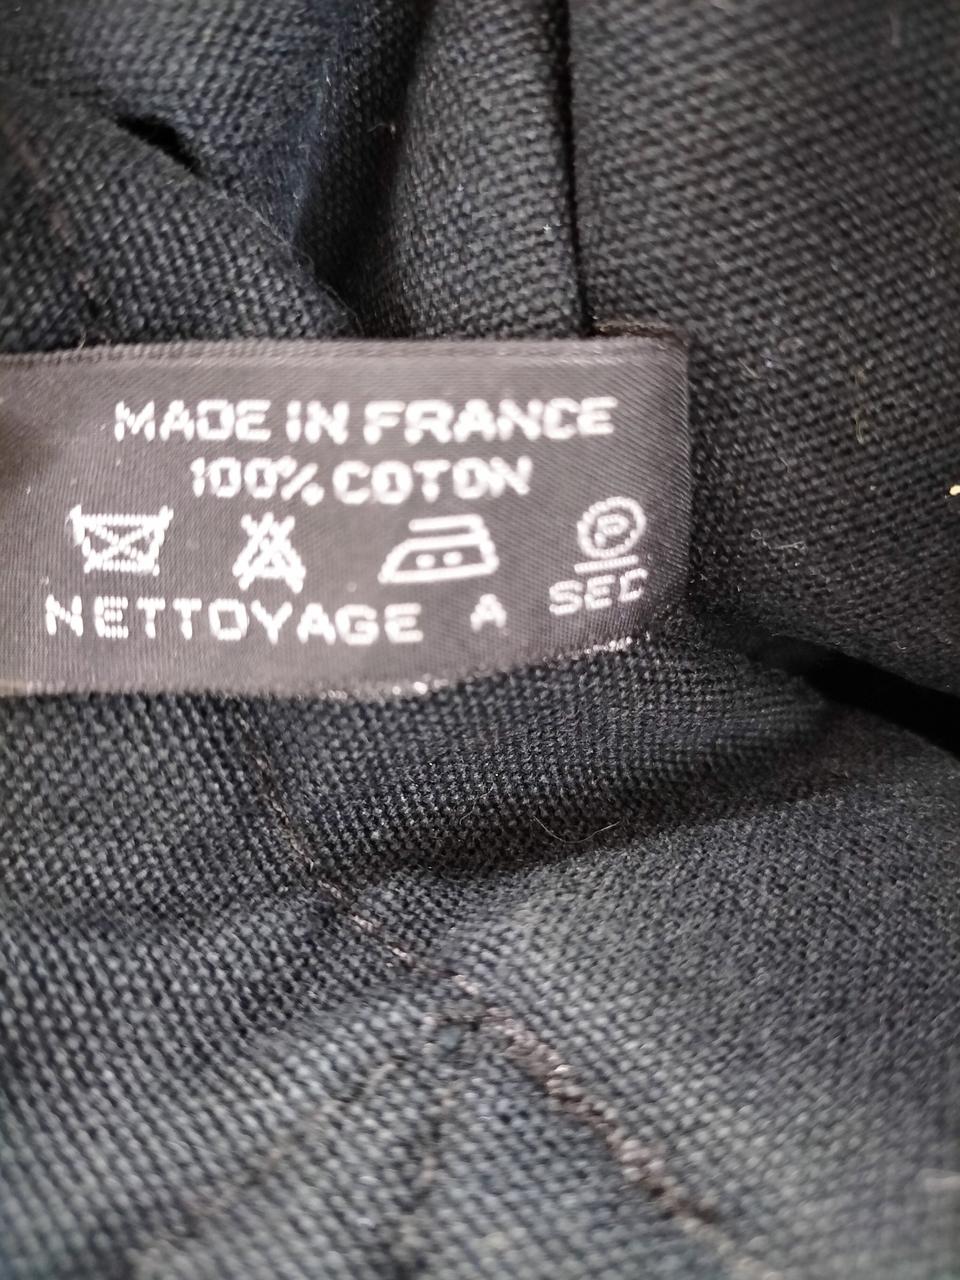 MADE IN FRANCE
100% COTON
P
NETTOYAGE A SEC